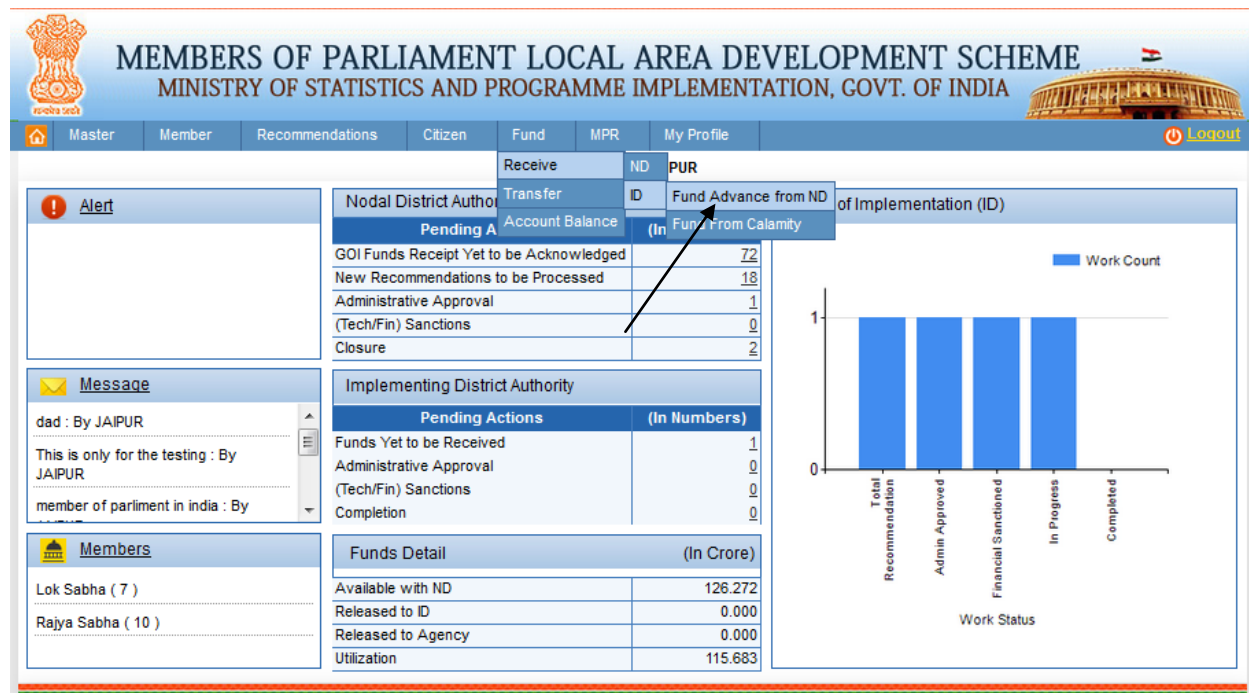 MEMBERS OF PARLIAMENT LOCAL AREA DEVELOPMENT SCHEME
MINISTRY OF STATISTICS AND PROGRAMME IMPLEMENTATION, GOVT. OF INDIA
सत्यमेव जयते
Master Member Recommendations Citizen Fund MPR My Profile Logout
Receive ND PUR
Transfer ID Fund Advance from ND
Account Balance Fund From Calamity
Alert
Nodal District Autho
Pending A (In
GOI Funds Receipt Yet to be Acknowledged 72
New Recommendations to be Processed 18
Administrative Approval 1
(Tech/Fin) Sanctions 0
Closure 2
Message
dad : By JAIPUR
This is only for the testing : By
JAIPUR
member of parliment in india : By
Implementing District Authority
Pending Actions (In Numbers)
Funds Yet to be Received 1
Administrative Approval 0
(Tech/Fin) Sanctions 0
Completion 0
Members
Lok Sabha ( 7 )
Rajya Sabha ( 10 )
Funds Detail (In Crore)
Available with ND 126.272
Released to ID 0.000
Released to Agency 0.000
Utilization 115.683
of Implementation (ID)
Work Count
1
0
Total
Recommendation
Admin Approved
Financial Sanctioned
In Progress
Completed
Work Status